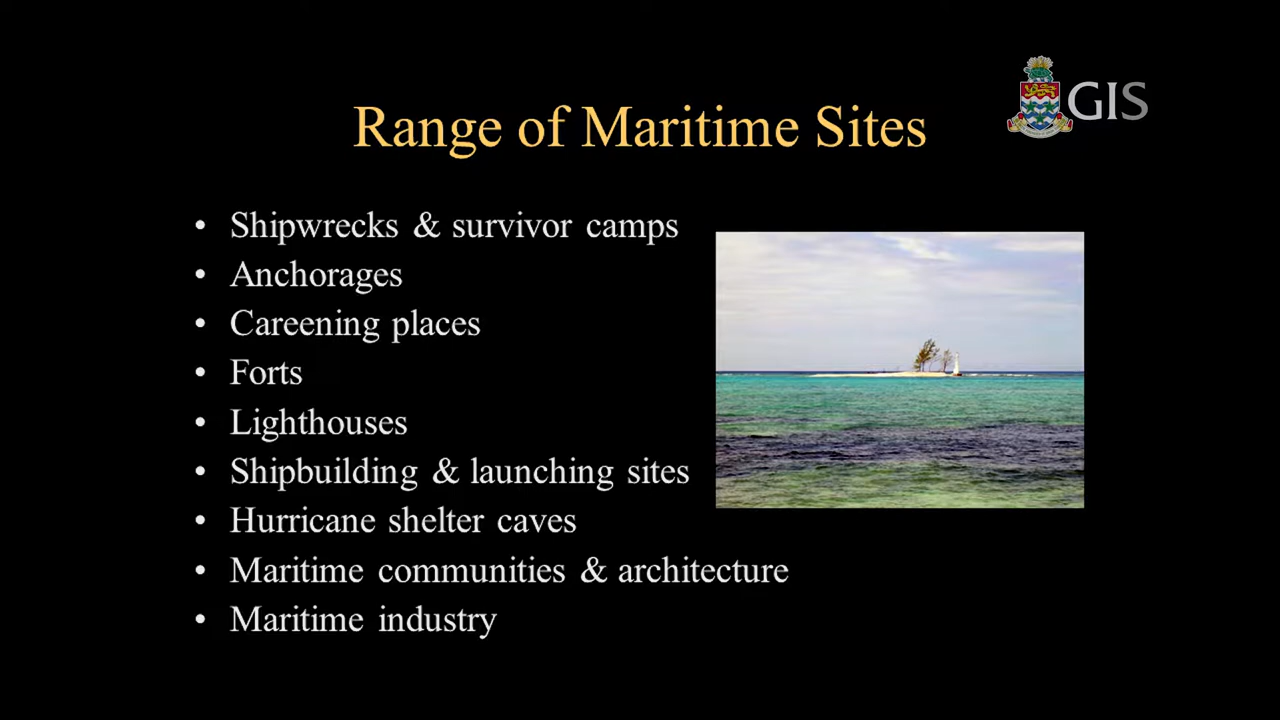 GIS
Range of Maritime Sites
• Shipwrecks & survivor camps
• Anchorages
• Careening places
• Forts
• Lighthouses
• Shipbuilding & launching sites
• Hurricane shelter caves
• Maritime communities & architecture
• Maritime industry